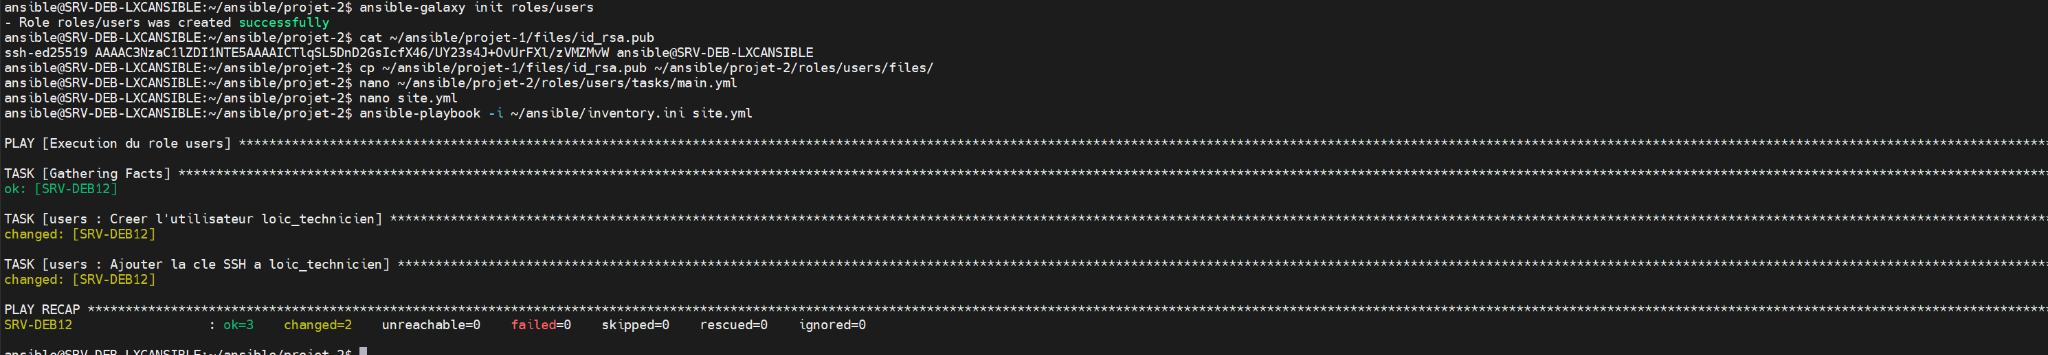 ansible@SRV-DEB-LXCANSIBLE:~/ansible/projet-2$ ansible-galaxy init roles/users
- Role roles/users was created successfully
ansible@SRV-DEB-LXCANSIBLE:~/ansible/projet-2$ cat ~/ansible/projet-1/files/id_rsa.pub
ssh-ed25519 AAAAC3NzaC1lZDI1NTE5AAAAICTlqSL5DnD2GsIcfX46/UY23s4J+OvUrFXl/zVMZMvW ansible@SRV-DEB-LXCANSIBLE
ansible@SRV-DEB-LXCANSIBLE:~/ansible/projet-2$ cp ~/ansible/projet-1/files/id_rsa.pub ~/ansible/projet-2/roles/users/files/
ansible@SRV-DEB-LXCANSIBLE:~/ansible/projet-2$ nano ~/ansible/projet-2/roles/users/tasks/main.yml
ansible@SRV-DEB-LXCANSIBLE:~/ansible/projet-2$ nano site.yml
ansible@SRV-DEB-LXCANSIBLE:~/ansible/projet-2$ ansible-playbook -i ~/ansible/inventory.ini site.yml
PLAY [Execution du role users] ****
TASK [Gathering Facts] ****
ok: [SRV-DEB12]
TASK [users : Creer l'utilisateur loic_technicien] ****
changed: [SRV-DEB12]
TASK [users : Ajouter la cle SSH a loic_technicien] ****
changed: [SRV-DEB12]
PLAY RECAP ****
SRV-DEB12 : ok=3 changed=2 unreachable=0 failed=0 skipped=0 rescued=0 ignored=0
ansible@SRV-DEB-LXCANSIBLE:~/ansible/projet-2$